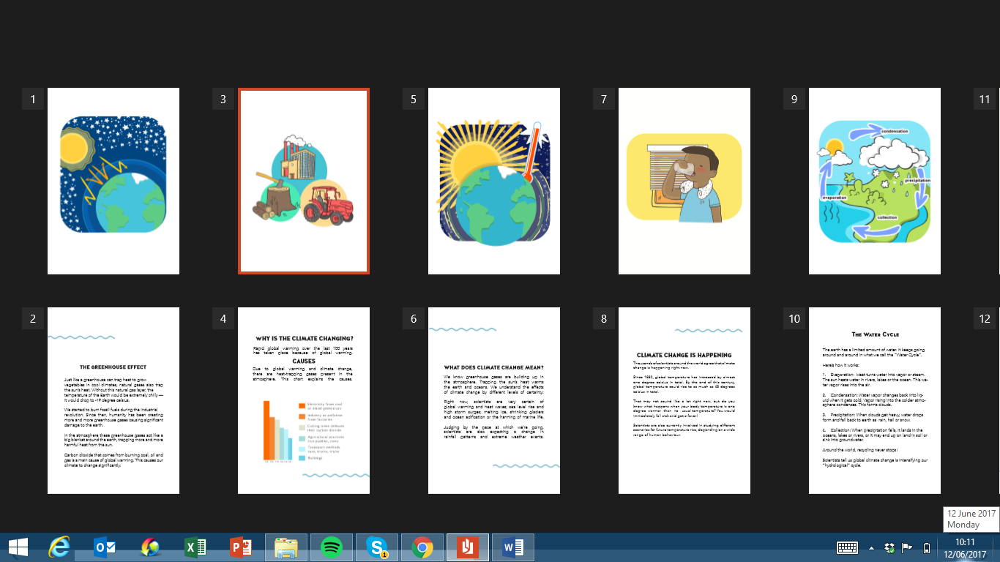 1
3
5
7
9
11
condensation
precipitation
evaporation
collection
2
4
6
8
10
12
THE GREENHOUSE EFFECT
Just like a greenhouse can trap heat to grow
vegetables in cool climates, natural gases also trap
the sun's heat. Without this natural gas layer, the
temperature of the Earth would be extremely chilly —
it would drop to -19 degree celsius.
We started to burn fossil fuels during the industrial
revolution. Since then, humanity has been creating
more and more greenhouse gases causing significant
damage to the earth.
In the atmosphere these greenhouse gases act like a
big blanket around the earth, trapping more and more
harmful heat from the sun.
Carbon dioxide that comes from burning coal, oil and
gas is a main cause of global warming. This causes our
climate to change significantly.
WHY IS THE CLIMATE CHANGING?
Rapid global warming over the last 100 years
has taken place because of global warming.
CAUSES
Due to global warming and climate change,
there are heat-trapping gases present in the
atmosphere. This chart explains the causes.
Electricity from coal
or diesel generators
Industry or pollution
from factories
Cutting trees releases
their carbon dioxide
Agricultural practices
rice paddies, cows
Transport methods
cars, trucks, trains
Buildings
WHAT DOES CLIMATE CHANGE MEAN?
We know greenhouse gases are building up in
the atmosphere. Trapping the sun's heat warms
the earth and oceans. We understand the effects
of climate change by different levels of certainty:
Right now, scientists are very certain of
global warming and heat waves; sea level rise and
high storm surges; melting ice, shrinking glaciers
and ocean acification or the harming of marine life.
Judging by the pace at which we're going,
scientists are also expecting a change in
rainfall patterns and extreme weather events.
CLIMATE CHANGE IS HAPPENING
Thousands of scientists around the world agree that climate
change is happening right now.
Since 1880, global temperature has increased by almost
one degree celsius in total. By the end of this century,
global temperature could rise to as much as
celsius in total.
That may not sound like a lot right now, but do you
know what happens when your body temperature is one
degree warmer than its usual temperature? You would
immediately fall sick and get a fever!
Scientists are also currently involved in studying different
scenarios for future temperature rise, depending on a wide
range of human behaviour.
THE WATER CYCLE
The earth has a limited amount of water. It keeps going
around and around in what we call the "Water Cycle".
Here's how it works:
1. Evaporation: Heat turns water into vapor or steam.
The sun heats water in rivers, lakes or the ocean. This wa-
ter vapor rises into the air.
2. Condensation: Water vapor changes back into liq-
uid when it gets cold. Vapor rising into the colder atmo-
sphere condenses. This forms clouds.
3. Precipitation: When clouds get heavy, water drops
form and fall back to earth as rain, hail or snow.
4. Collection: When precipitation falls, it lands in the
oceans, lakes or rivers, or it may end up on land in soil or
sink into groundwater.
Around the world, recycling never stops!
Scientists tell us global climate change is intensifying our
"hydrological" cycle.
12 June 2017
Monday
10:11
12/06/2017